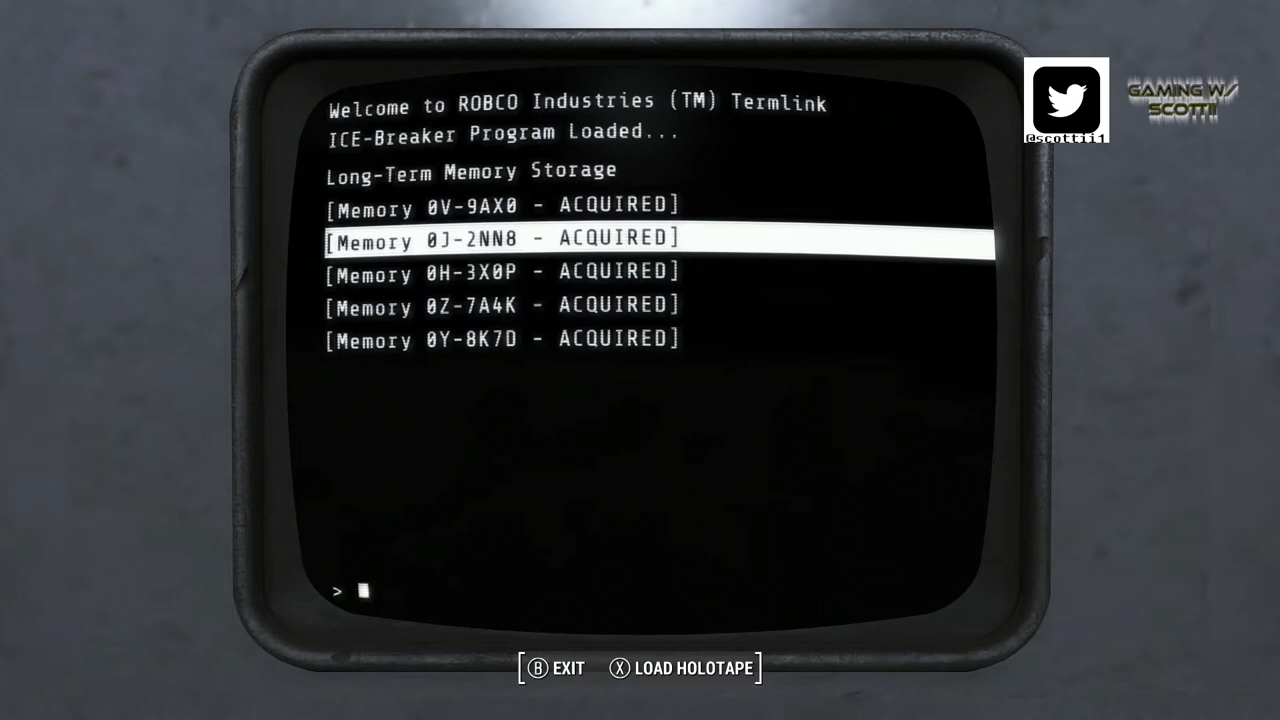 Welcome to ROBCO Industries (TM) Termlink
ICE-Breaker Program Loaded...
Long-Term Memory Storage
[Memory 0V-9AX0 - ACQUIRED]
[Memory 0J-2NN8 - ACQUIRED]
[Memory 0H-3X0P - ACQUIRED]
[Memory 0Z-7A4K - ACQUIRED]
[Memory 0Y-8K7D - ACQUIRED]
>
B EXIT X LOAD HOLOTAPE
@scottii1
GAMING W/
SCOTTII